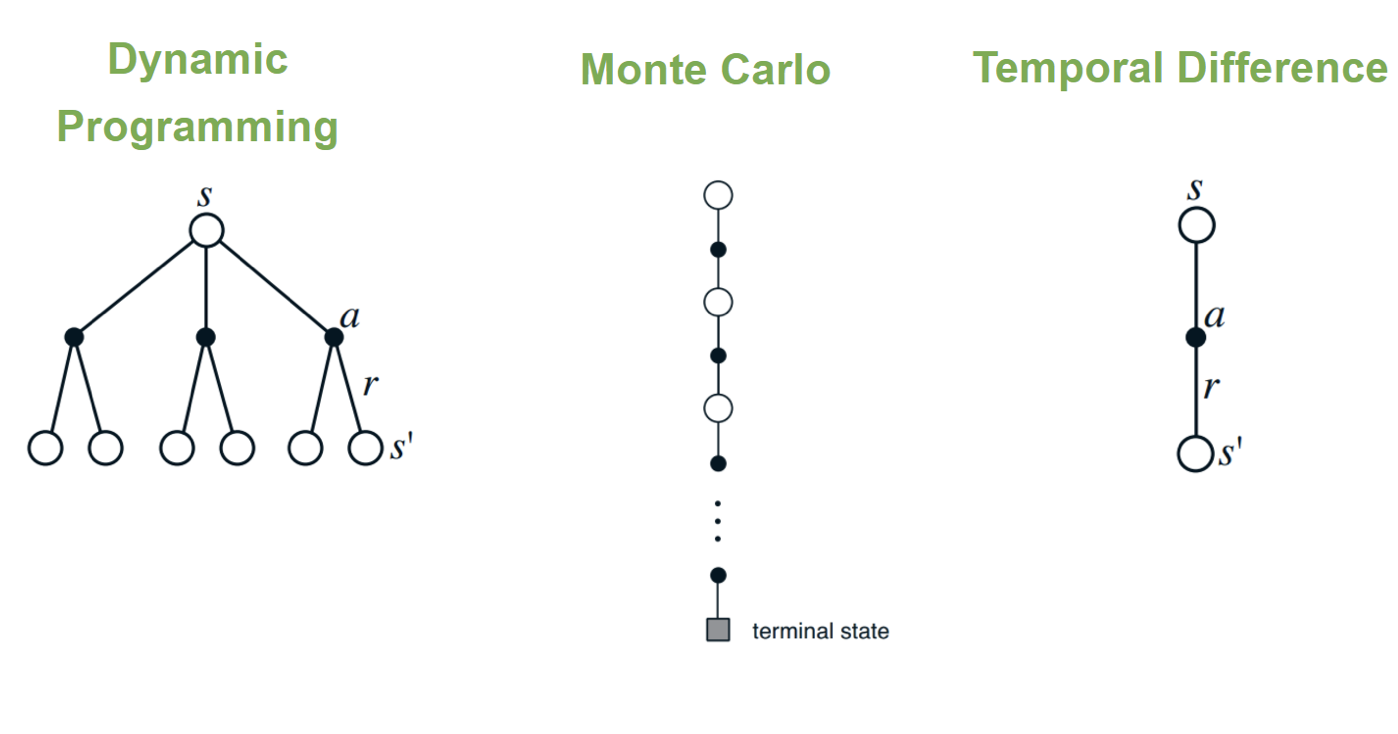 Dynamic
Programming
s
a
r
s'
Monte Carlo
terminal state
Temporal Difference
s
a
r
s'